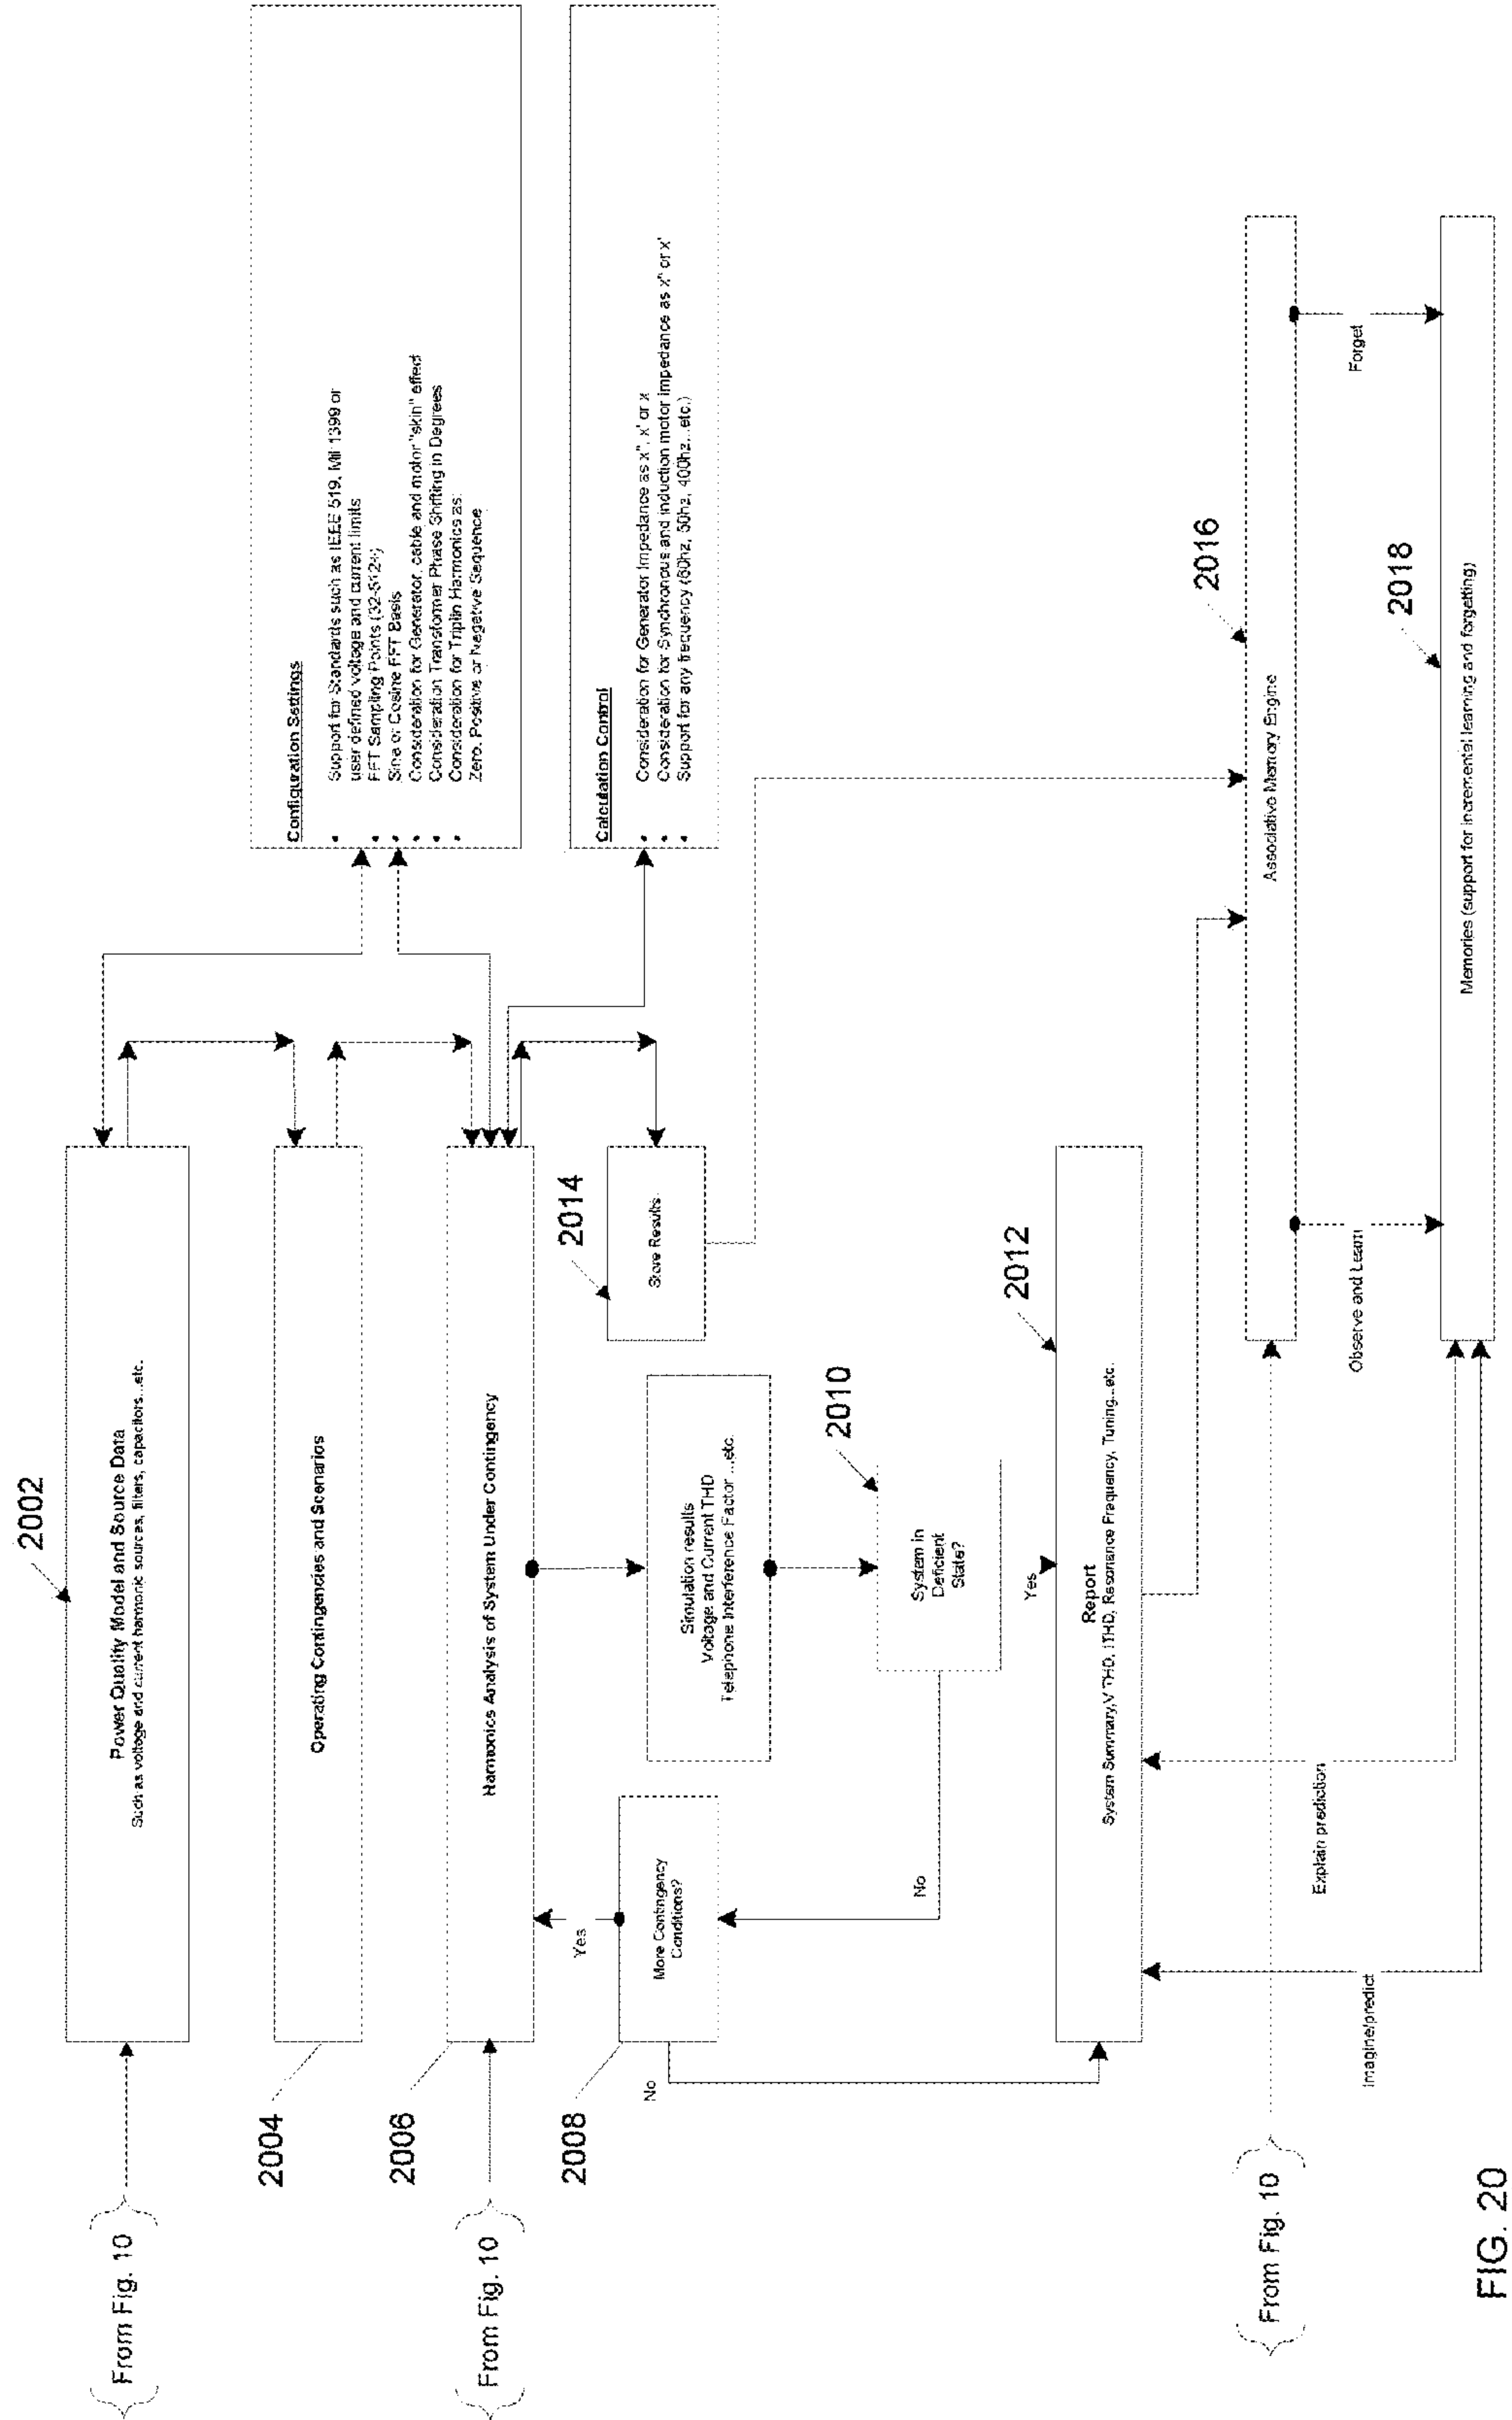 2002
From Fig. 10
Power Quality Model and Source Data
Such as voltage and current harmonic sources, filters, capacitors...etc.
2004
Operating Contingencies and Scenarios
2006
From Fig. 10
Harmonics Analysis of System Under Contingency
Configuration Settings
• Support for Standards such as IEEE 519, Mil 1399 or
user defined voltage and current limits
• FFT Sampling Points (32-512+)
• Sine or Cosine FFT Basis
• Consideration for Generator, cable and motor "skin" effect
• Consideration Transformer Phase Shifting in Degrees
• Consideration for Triplin Harmonics as:
Zero, Positive or Negative Sequence
Calculation Control
• Consideration for Generator Impedance as x", x' or x
• Consideration for Synchronous and induction motor impedance as x" or x'
• Support for any frequency (60hz, 50hz, 400hz...etc.)
2014
Store Results
Simulation results
Voltage and Current THD
Telephone Interference Factor ...etc.
2008
More Contingency
Conditions?
Yes
No
2010
System in
Deficient
State?
No
Yes
2012
Report
System Summary, V THD, I THD, Resonance Frequency, Tuning...etc.
2016
From Fig. 10
Associative Memory Engine
Explain prediction
Imagine/predict
Observe and Learn
Forget
2018
Memories (support for incremental learning and forgetting)
FIG. 20